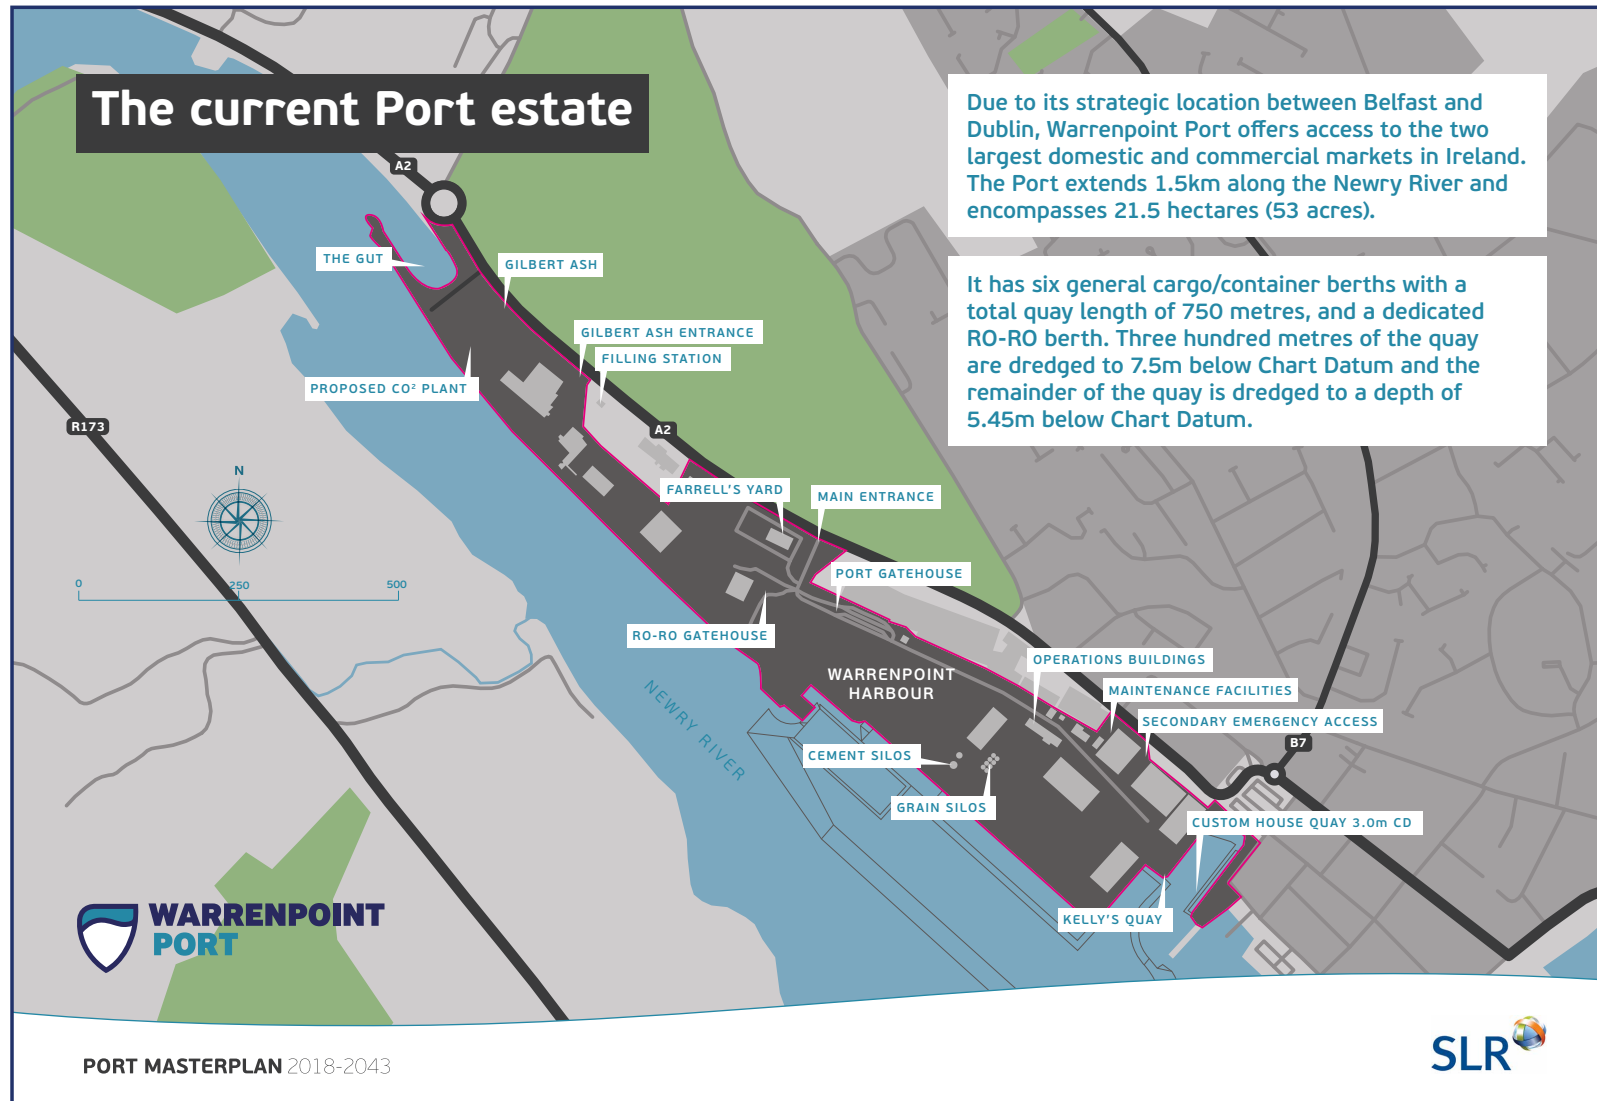 The current Port estate
Due to its strategic location between Belfast and
Dublin, Warrenpoint Port offers access to the two
largest domestic and commercial markets in Ireland.
The Port extends 1.5km along the Newry River and
encompasses 21.5 hectares (53 acres).
It has six general cargo/container berths with a
total quay length of 750 metres, and a dedicated
RO-RO berth. Three hundred metres of the quay
are dredged to 7.5m below Chart Datum and the
remainder of the quay is dredged to a depth of
5.45m below Chart Datum.
A2
THE GUT
GILBERT ASH
GILBERT ASH ENTRANCE
FILLING STATION
PROPOSED CO² PLANT
R173
A2
N
FARRELL'S YARD
MAIN ENTRANCE
PORT GATEHOUSE
0
250
500
RO-RO GATEHOUSE
OPERATIONS BUILDINGS
WARRENPOINT
HARBOUR
MAINTENANCE FACILITIES
NEWRY RIVER
SECONDARY EMERGENCY ACCESS
B7
CEMENT SILOS
GRAIN SILOS
CUSTOM HOUSE QUAY 3.0m CD
KELLY'S QUAY
WARRENPOINT
PORT
PORT MASTERPLAN 2018-2043
SLR